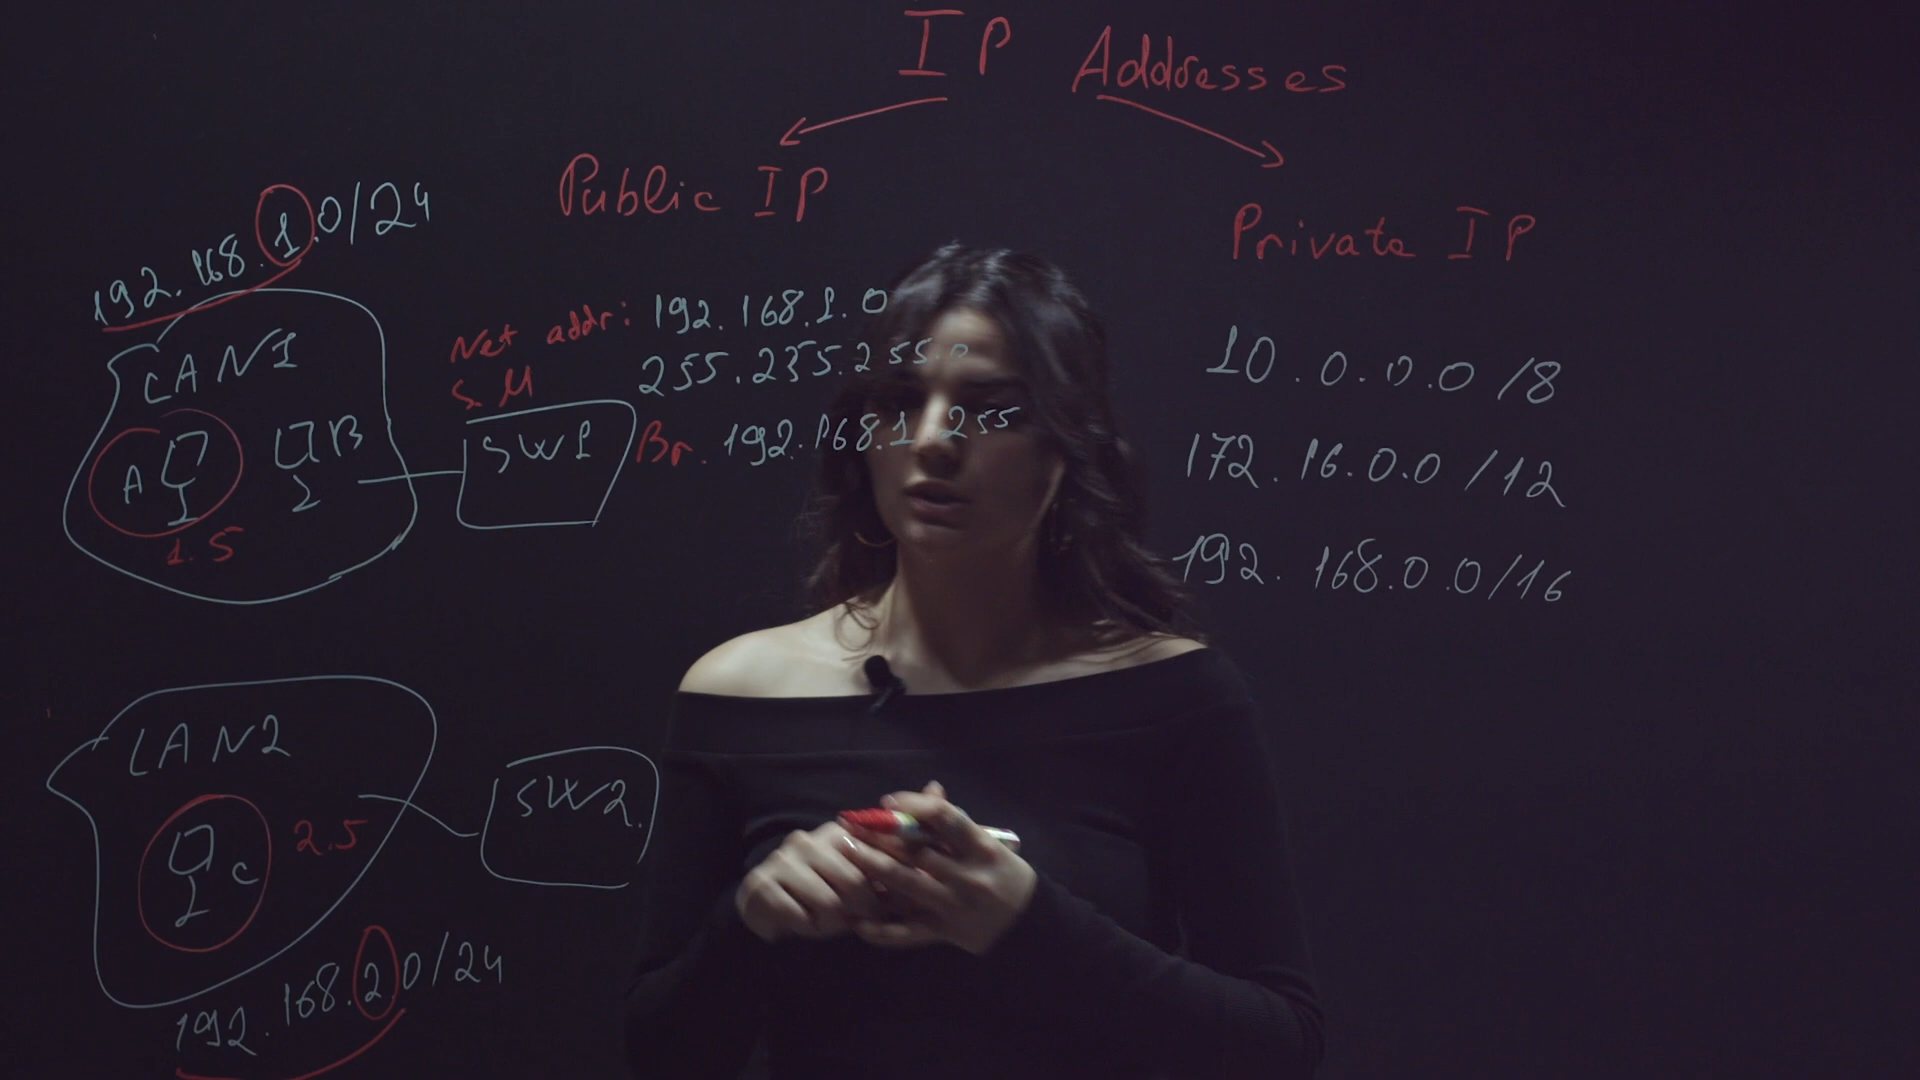 IP Addresses
Public IP
Private IP
192.168.1.0/24
LAN1
A
B
1.5
SW1
Net addr: 192.168.1.0
S M 255.255.255.0
Br. 192.168.1.255
10.0.0.0/8
172.16.0.0/12
192.168.0.0/16
LAN2
C
2.5
SW2
192.168.2.0/24